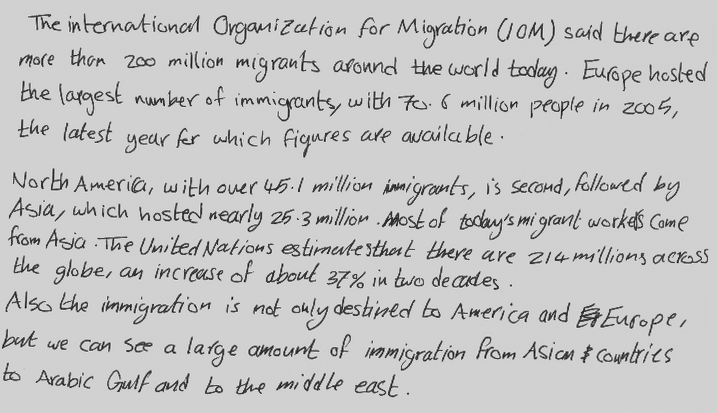 The international Organization for Migration (IOM) said there are
more than 200 million migrants around the world today. Europe hosted
the largest number of immigrants, with 70.6 million people in 2005,
the latest year for which figures are available.
North America, with over 45.1 million immigrants, is second, followed by
Asia, which hosted nearly 25.3 million. Most of today's migrant workers come
from Asia. The United Nations estimates that there are 214 millions across
the globe, an increase of about 37% in two decades.
Also the immigration is not only destined to America and Europe,
but we can see a large amount of immigration from Asian countries
to Arabic Gulf and to the middle east.